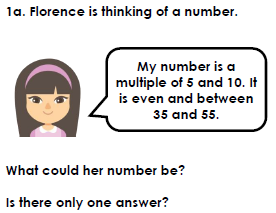 1a. Florence is thinking of a number.
My number is a
multiple of 5 and 10. It
is even and between
35 and 55.
What could her number be?
Is there only one answer?